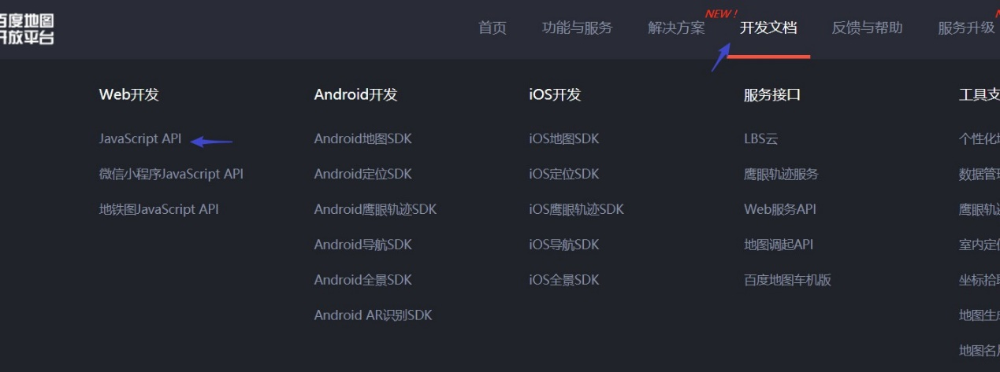 百度地图
开放平台
首页 功能与服务 解决方案 NEW! 开发文档 反馈与帮助 服务升级
Web开发 Android开发 iOS开发 服务接口 工具支
JavaScript API Android地图SDK iOS地图SDK LBS云 个性化
微信小程序JavaScript API Android定位SDK iOS定位SDK 鹰眼轨迹服务 数据管
地铁图JavaScript API Android鹰眼轨迹SDK iOS鹰眼轨迹SDK Web服务API 鹰眼轨
Android导航SDK iOS导航SDK 地图调起API 室内定
Android全景SDK iOS全景SDK 百度地图车机版 坐标拾
Android AR识别SDK 地图生
地图名